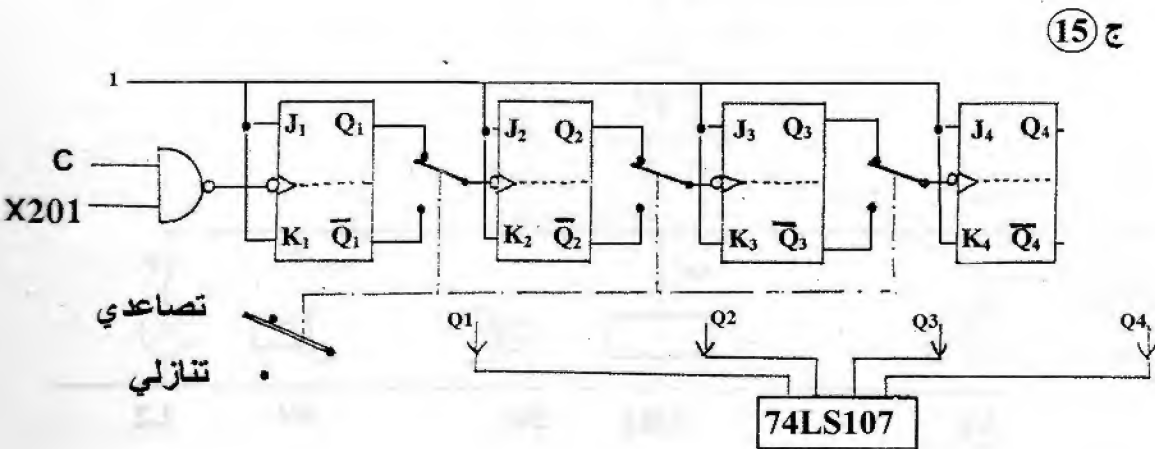 ج 15
1
J₁ Q₁ J₂ Q₂ J₃ Q₃ J₄ Q₄
C
X201
K₁ Q̅₁ K₂ Q̅₂ K₃ Q̅₃ K₄ Q̅₄
تصاعدي
Q1 Q2 Q3 Q4
تنازلي
74LS107